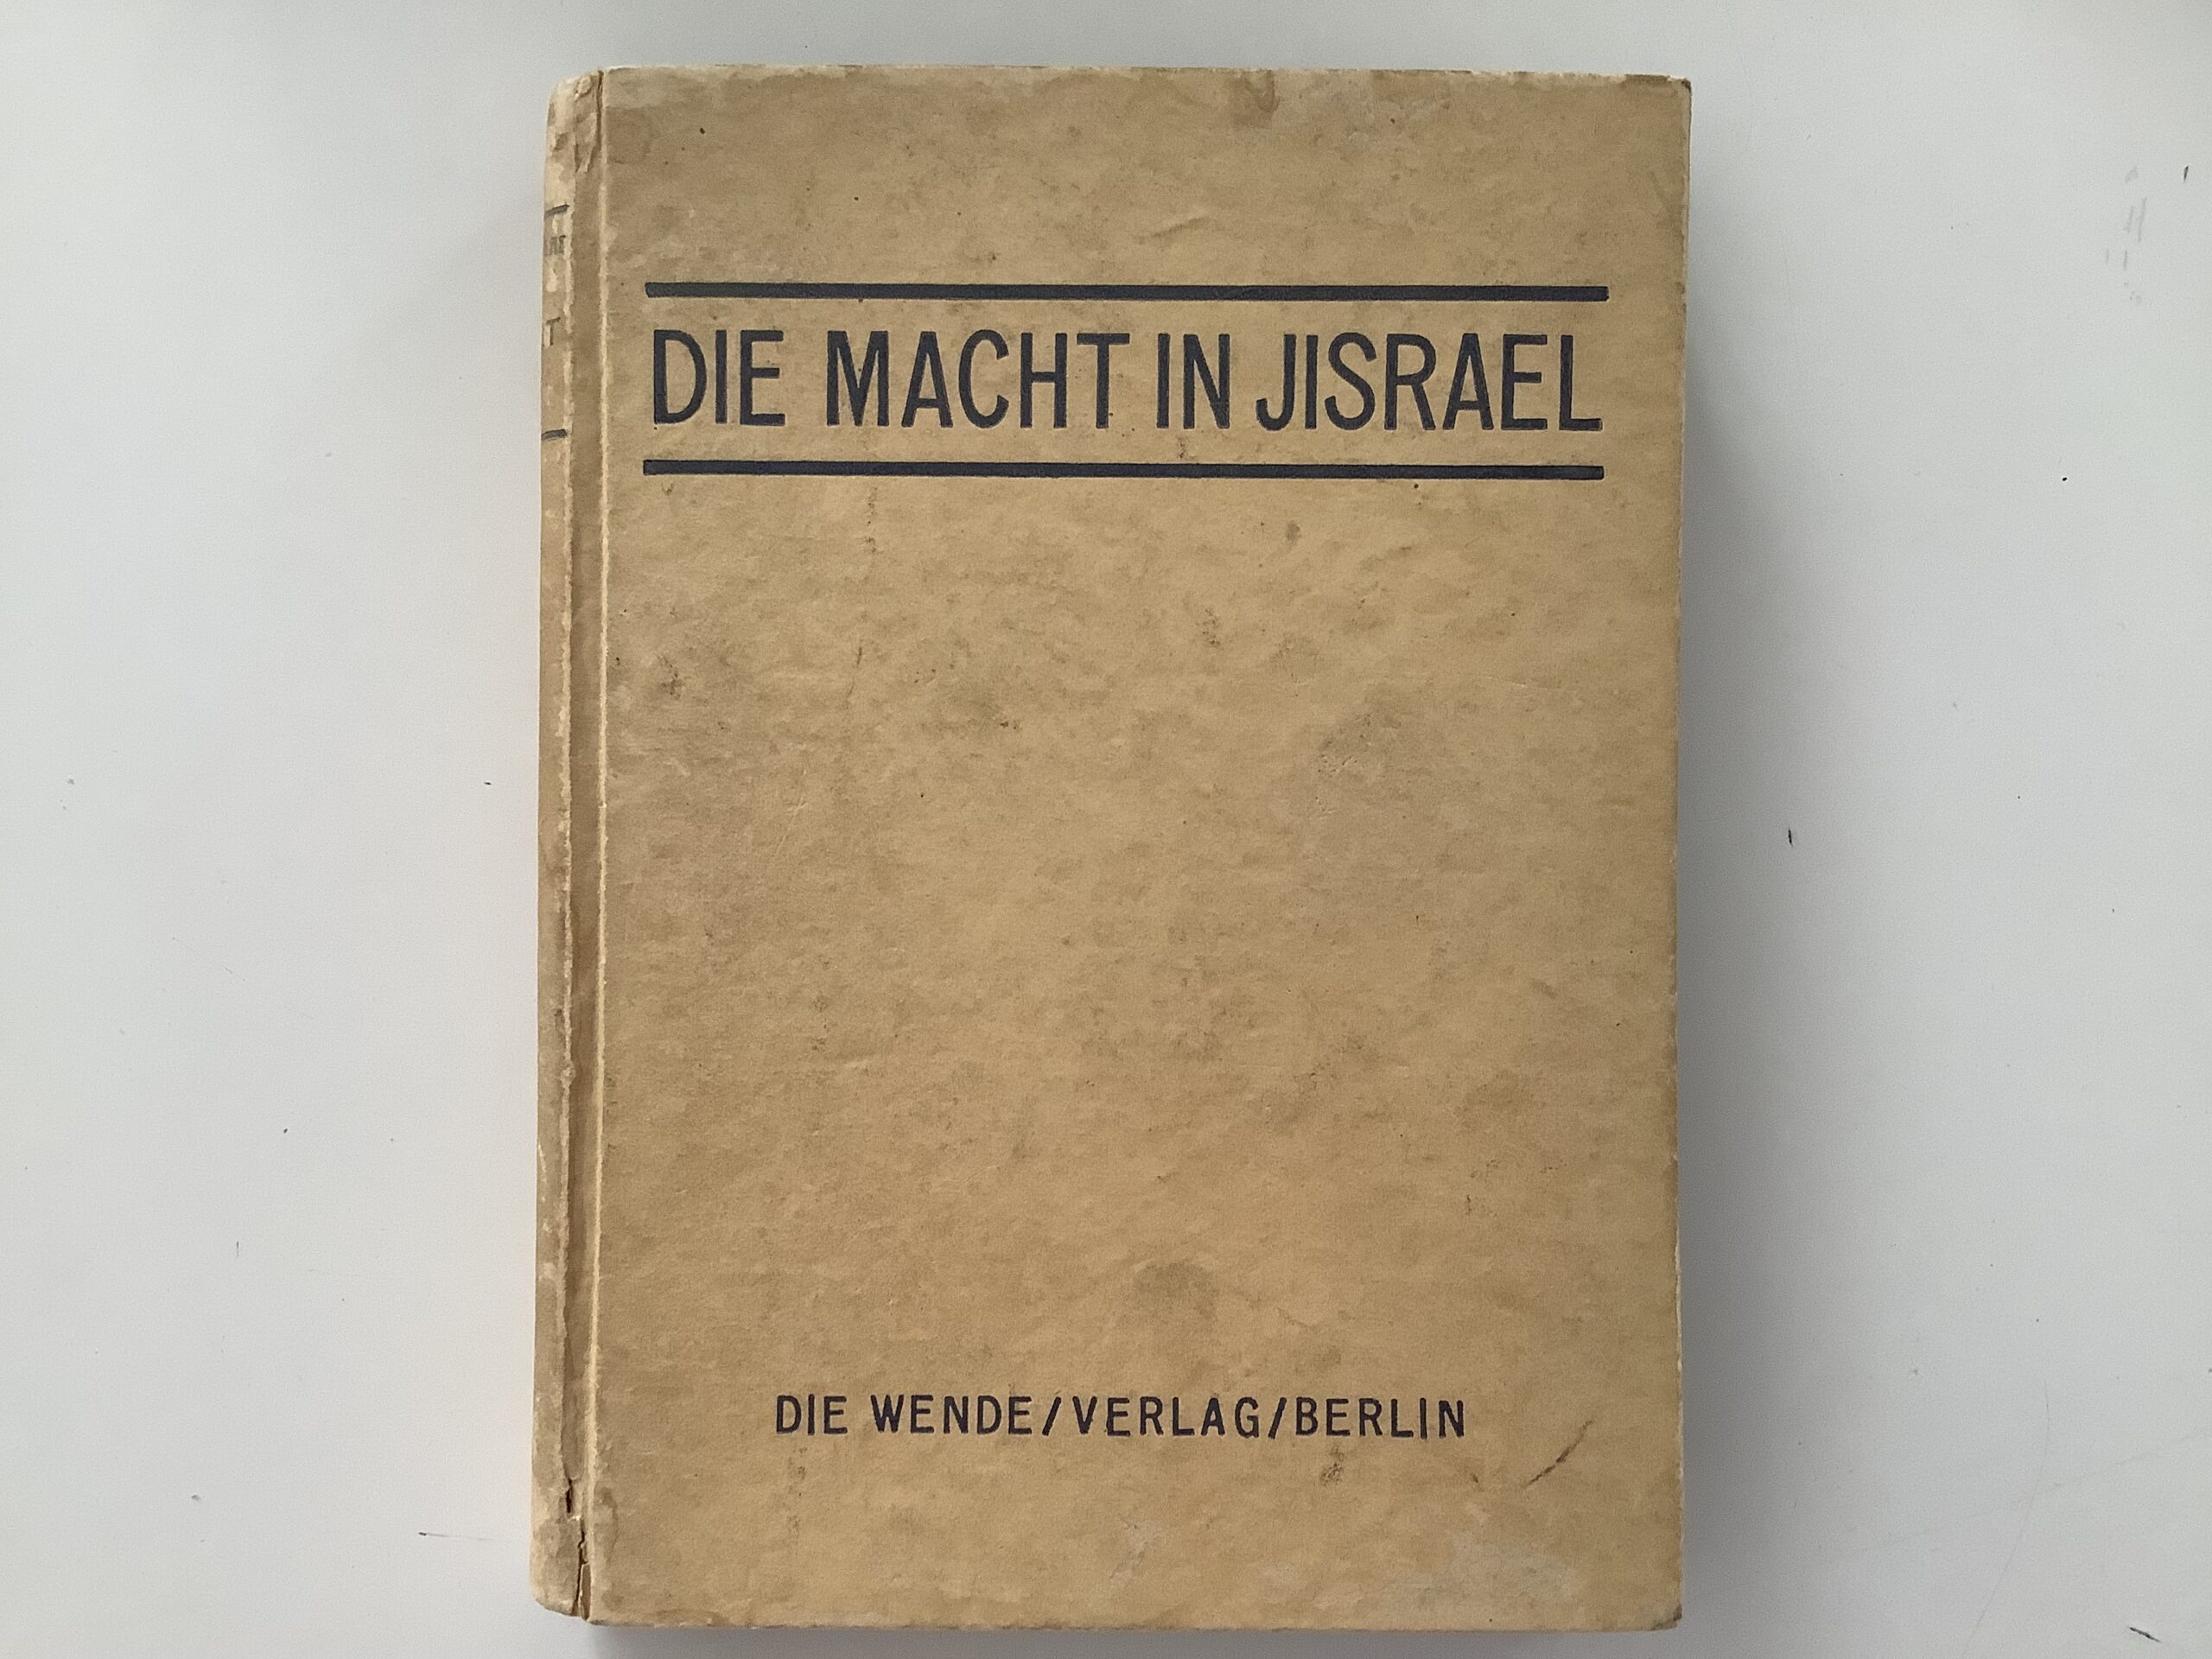 DIE MACHT IN JISRAEL
DIE WENDE/VERLAG/BERLIN